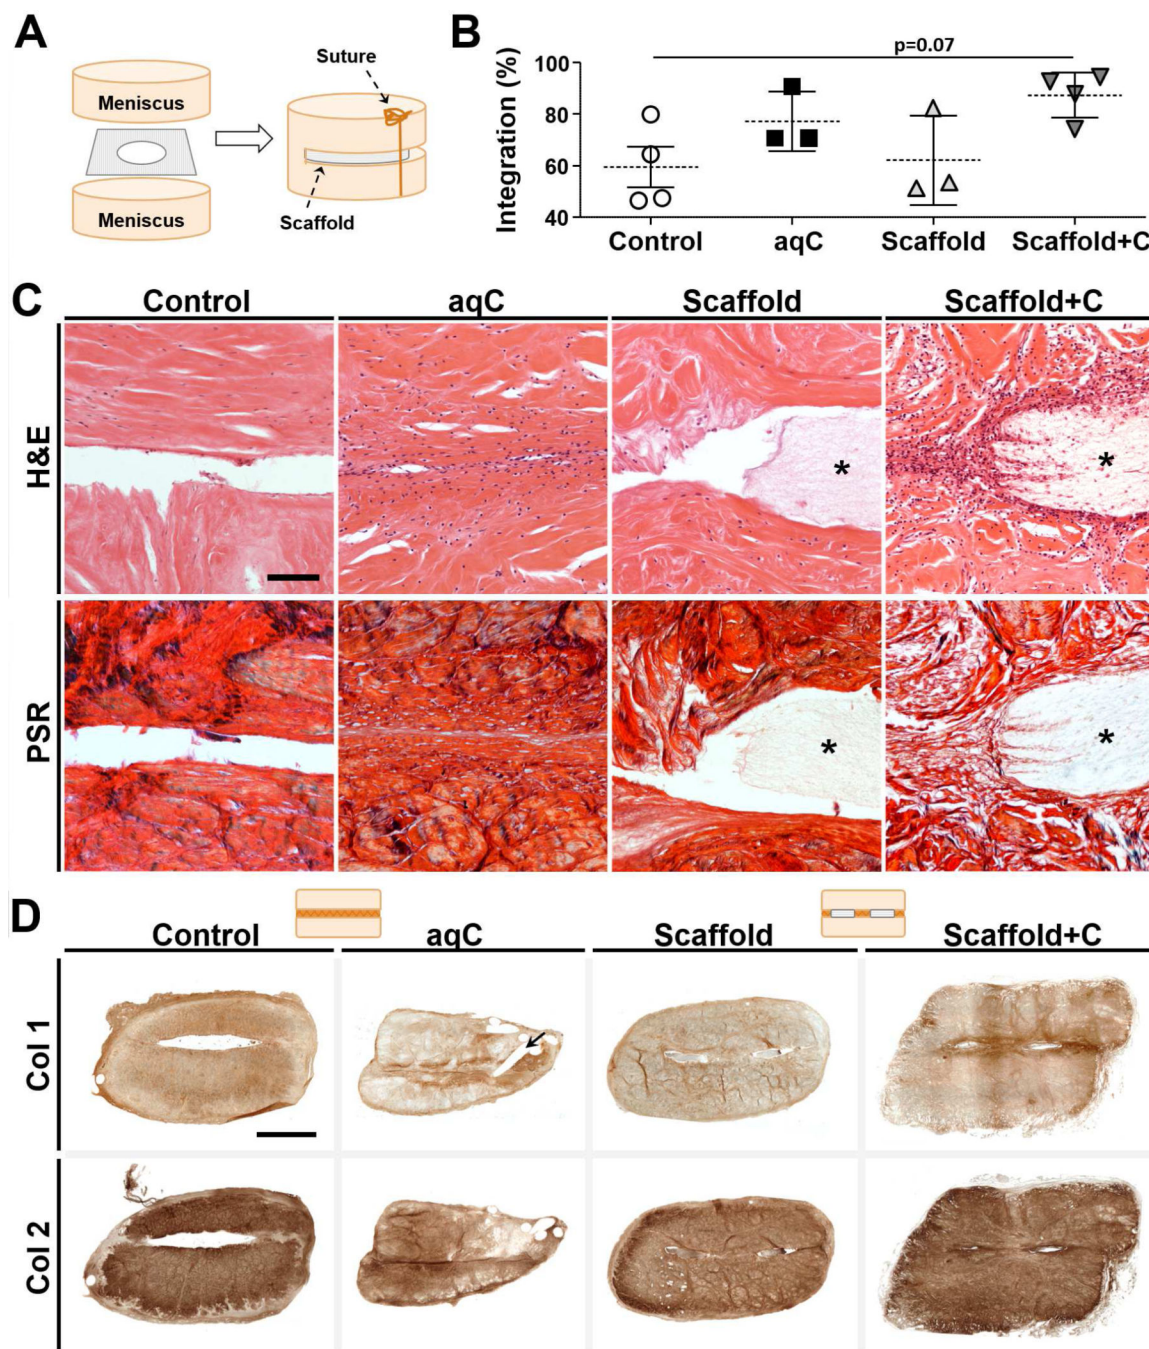 A
Meniscus
Meniscus
Suture
Scaffold
B
p=0.07
Integration (%)
100
80
60
40
Control aqC Scaffold Scaffold+C
C
Control aqC Scaffold Scaffold+C
H&E
*
*
PSR
*
*
D
Control aqC Scaffold Scaffold+C
Col 1
Col 2